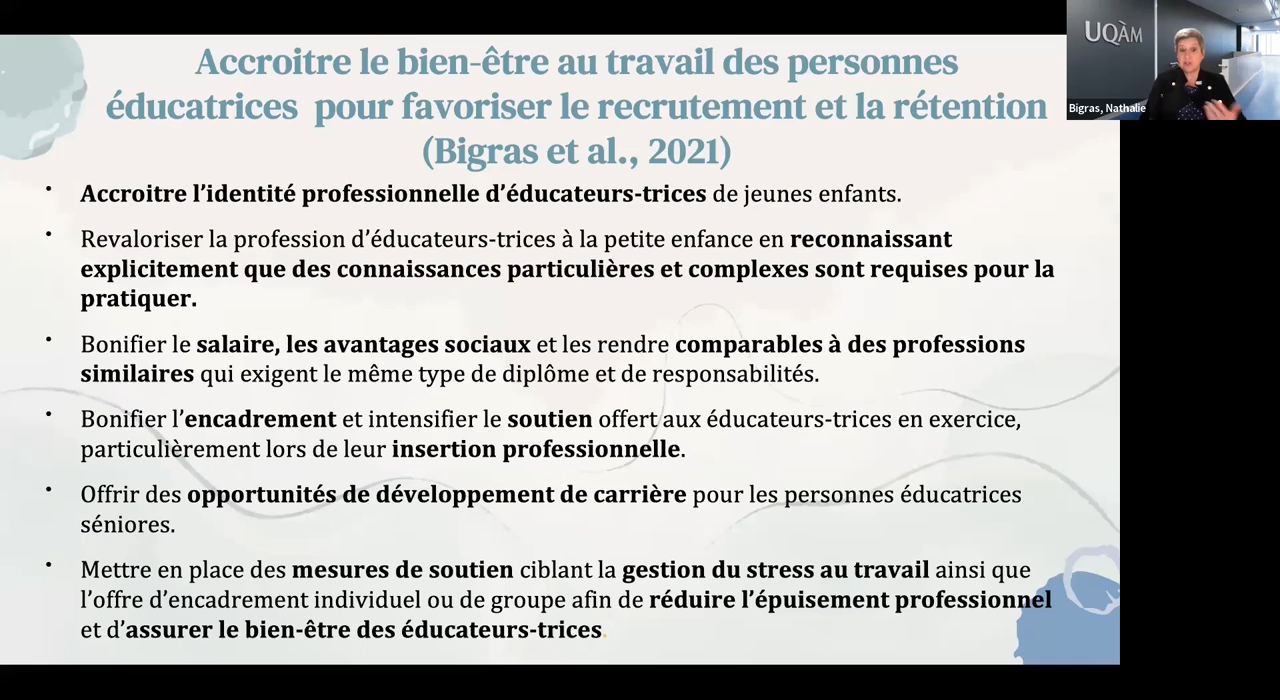 Accroitre le bien-être au travail des personnes
éducatrices pour favoriser le recrutement et la rétention
(Bigras et al., 2021)
UQÀM
Bigras, Nathalie
• Accroitre l’identité professionnelle d’éducateurs-trices de jeunes enfants.
• Revaloriser la profession d’éducateurs-trices à la petite enfance en reconnaissant
explicitement que des connaissances particulières et complexes sont requises pour la
pratiquer.
• Bonifier le salaire, les avantages sociaux et les rendre comparables à des professions
similaires qui exigent le même type de diplôme et de responsabilités.
• Bonifier l’encadrement et intensifier le soutien offert aux éducateurs-trices en exercice,
particulièrement lors de leur insertion professionnelle.
• Offrir des opportunités de développement de carrière pour les personnes éducatrices
séniores.
• Mettre en place des mesures de soutien ciblant la gestion du stress au travail ainsi que
l’offre d’encadrement individuel ou de groupe afin de réduire l’épuisement professionnel
et d’assurer le bien-être des éducateurs-trices.